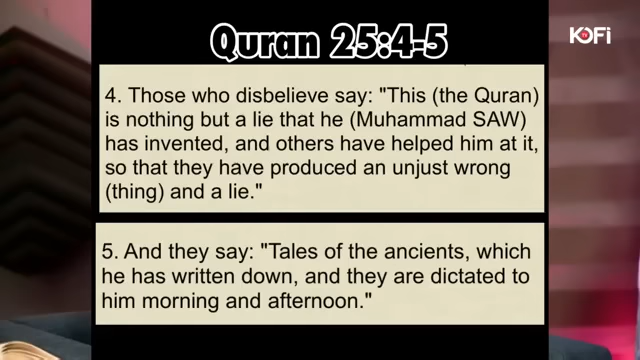 Quran 25:4-5
KOFi
TV
4. Those who disbelieve say: "This (the Quran)
is nothing but a lie that he (Muhammad SAW)
has invented, and others have helped him at it,
so that they have produced an unjust wrong
(thing) and a lie."
5. And they say: "Tales of the ancients, which
he has written down, and they are dictated to
him morning and afternoon."